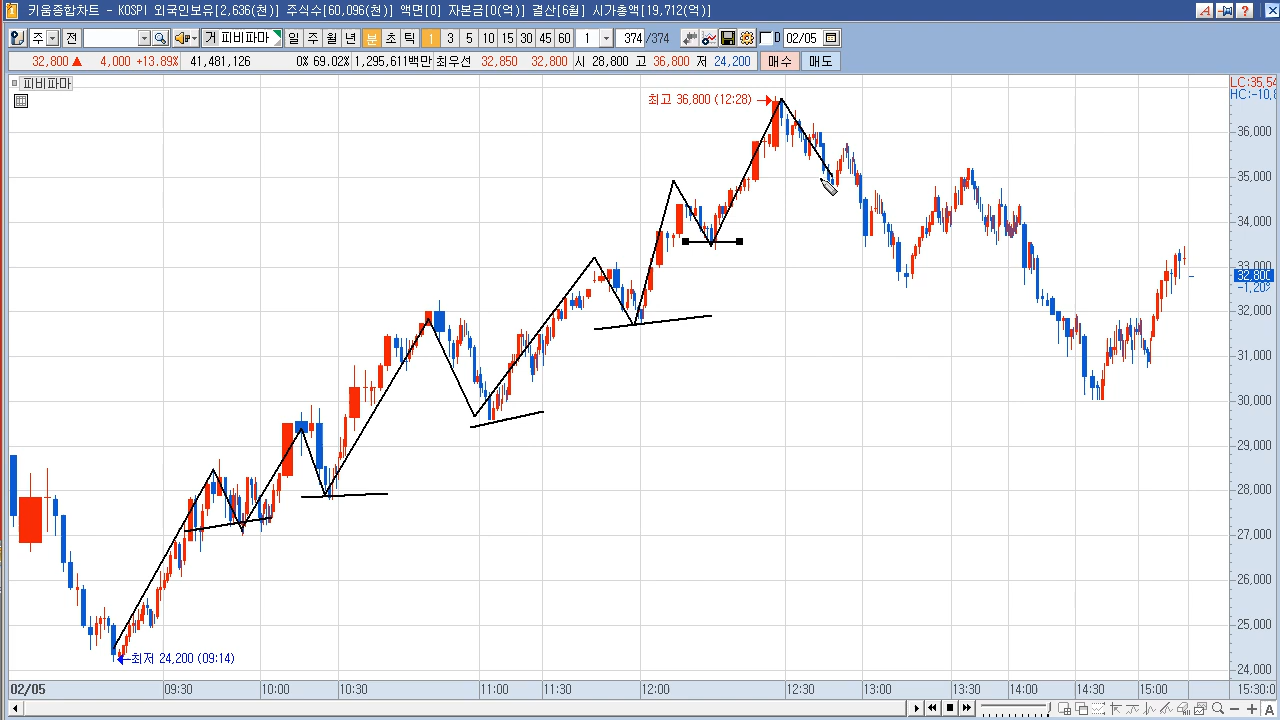 키움종합차트 - KOSPI 외국인보유[2,636(천)] 주식수[60,096(천)] 액면[0] 자본금[0(억)] 결산[6월] 시가총액[19,712(억)]
주 전 거 피비파마 일 주 월 년 분 초 틱 1 3 5 10 15 30 45 60 1 374 /374 D 02/05
32,800 ▲ 4,000 +13.89% 41,481,126 0% 69.02% 1,295,611백만 최우선 32,850 32,800 시 28,800 고 36,800 저 24,200 매수 매도
피비파마
LC:35,54
HC:-10,8
최고 36,800 (12:28)
36,000
35,000
34,000
33,000
32,800
-1,20
32,000
31,000
30,000
29,000
28,000
27,000
26,000
25,000
최저 24,200 (09:14)
24,000
02/05 09:30 10:00 10:30 11:00 11:30 12:00 12:30 13:00 13:30 14:00 14:30 15:00 15:30:0
A